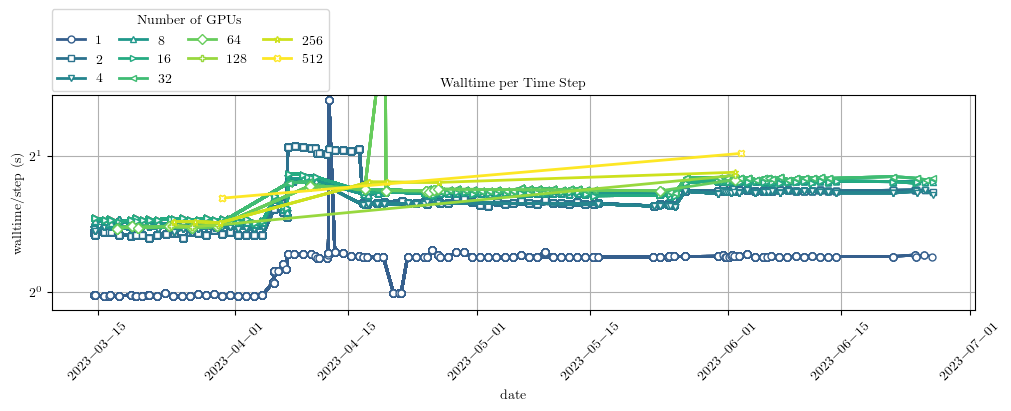 Number of GPUs
1 8 64 256
2 16 128 512
4 32
Walltime per Time Step
walltime/step (s)
2^1
2^0
2023−03−15 2023−04−01 2023−04−15 2023−05−01 2023−05−15 2023−06−01 2023−06−15 2023−07−01
date